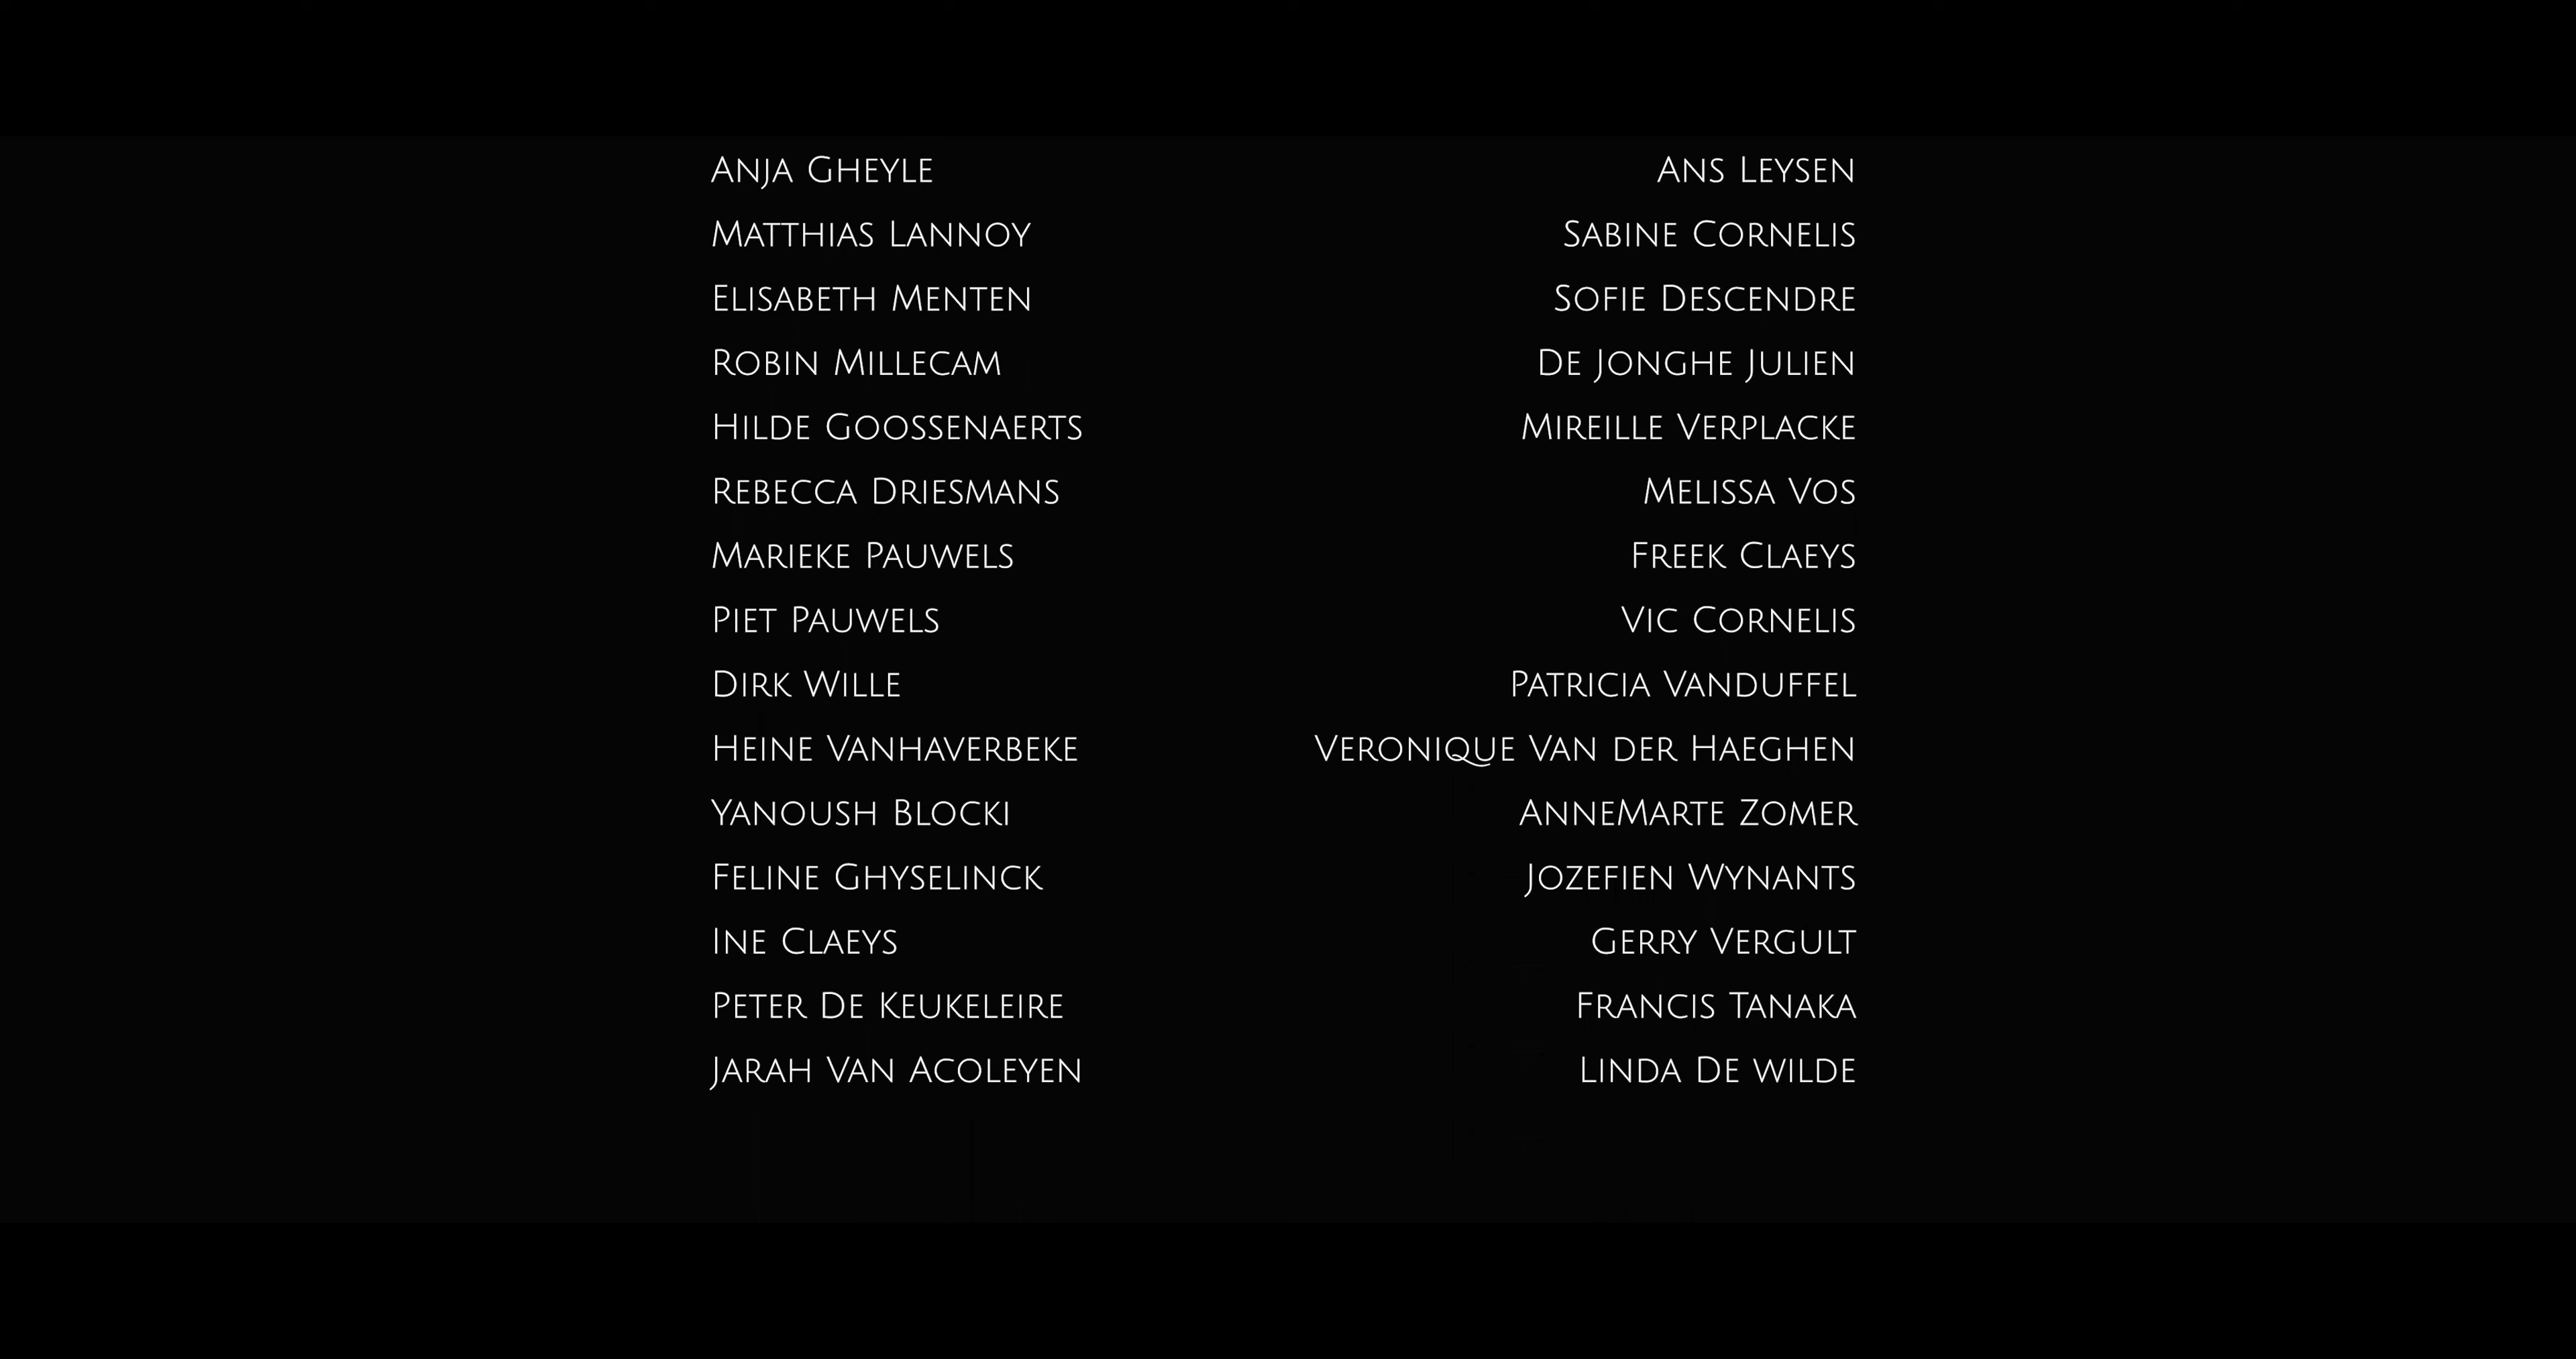 Anja Gheyle Ans Leysen
Matthias Lannoy Sabine Cornelis
Elisabeth Menten Sofie Descendre
Robin Millecam De Jonghe Julien
Hilde Goossenaerts Mireille Verplacke
Rebecca Driesmans Melissa Vos
Marieke Pauwels Freek Claeys
Piet Pauwels Vic Cornelis
Dirk Wille Patricia Vanduffel
Heine Vanhaverbeke Veronique Van der Haeghen
Yanoush Blocki AnneMarte Zomer
Feline Ghyselinck Jozefien Wynants
Ine Claeys Gerry Vergult
Peter De Keukeleire Francis Tanaka
Jarah Van Acoleyen Linda De wilde